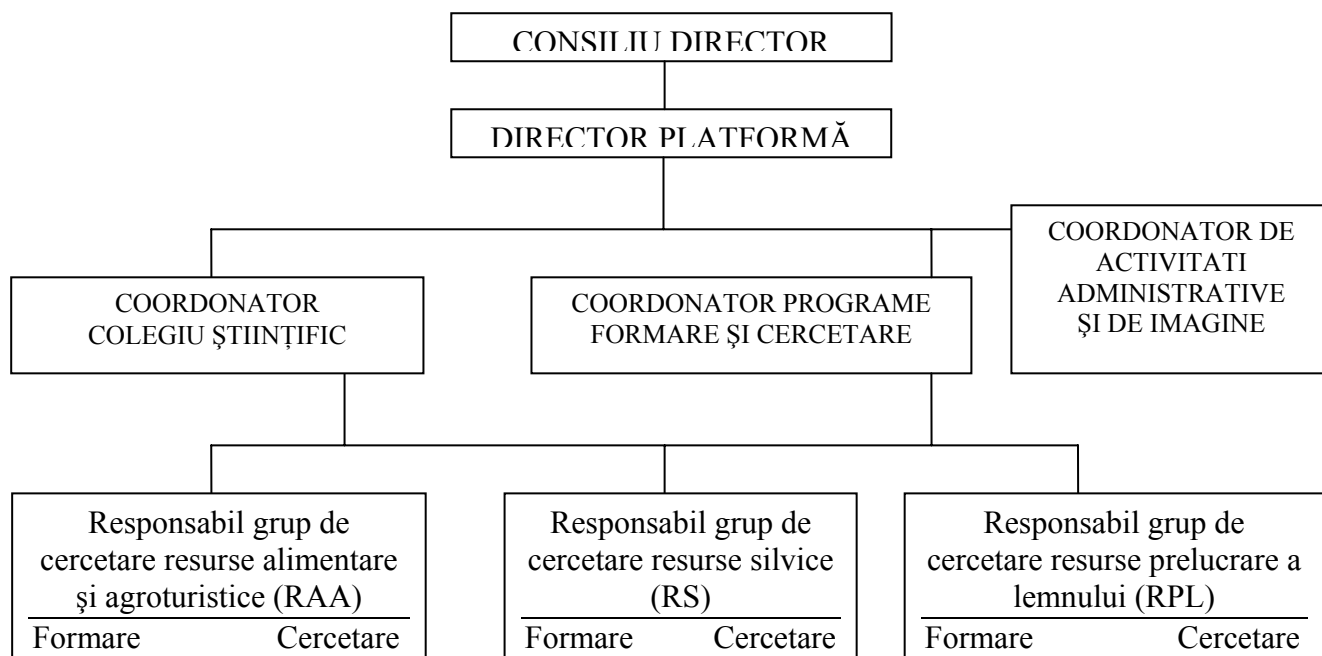 CONSILIU DIRECTOR
DIRECTOR PLATFORMĂ
COORDONATOR DE
ACTIVITATI
ADMINISTRATIVE
ŞI DE IMAGINE
COORDONATOR
COLEGIU ŞTIINŢIFIC
COORDONATOR PROGRAME
FORMARE ŞI CERCETARE
Responsabil grup de
cercetare resurse alimentare
şi agroturistice (RAA)
Formare Cercetare
Responsabil grup de
cercetare resurse silvice
(RS)
Formare Cercetare
Responsabil grup de
cercetare resurse prelucrare a
lemnului (RPL)
Formare Cercetare